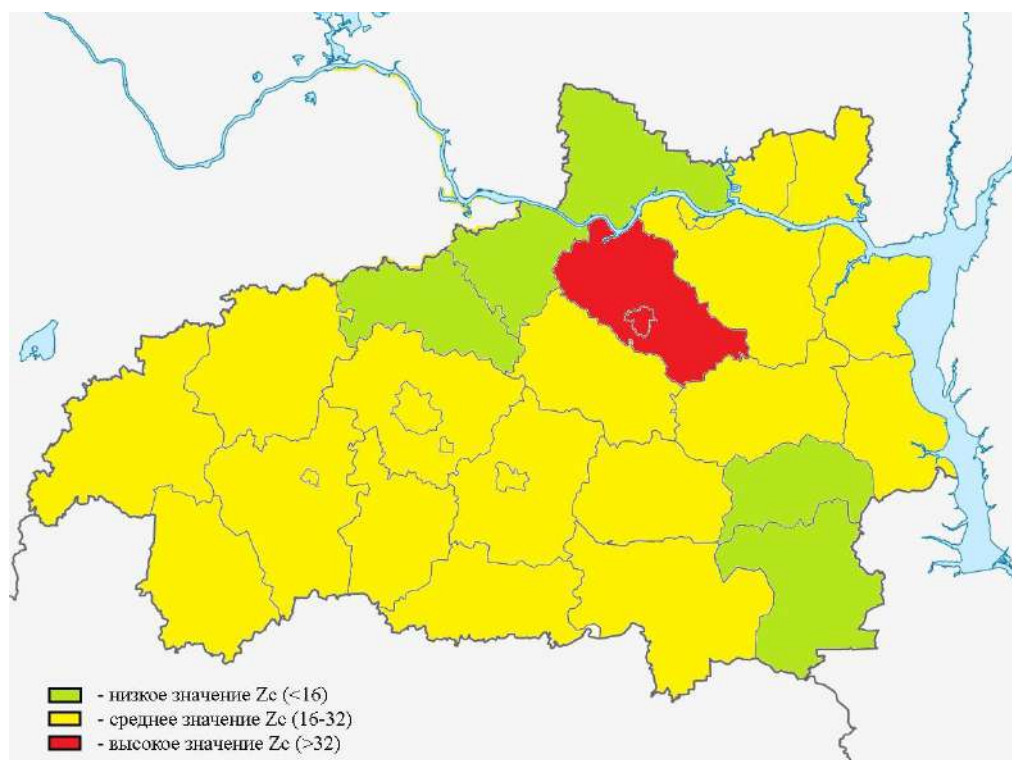 - низкое значение Zc (<16)
- среднее значение Zc (16-32)
- высокое значение Zc (>32)